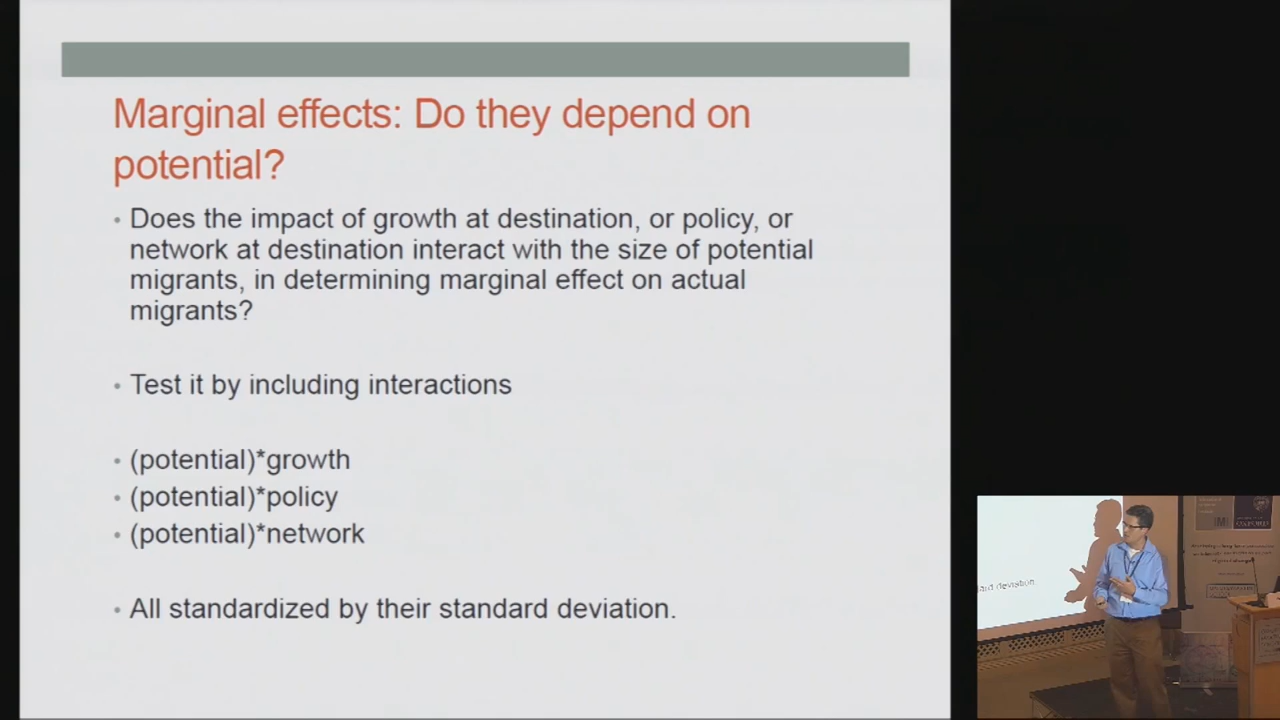 Marginal effects: Do they depend on
potential?
• Does the impact of growth at destination, or policy, or
network at destination interact with the size of potential
migrants, in determining marginal effect on actual
migrants?
• Test it by including interactions
• (potential)*growth
• (potential)*policy
• (potential)*network
• All standardized by their standard deviation.
deviation